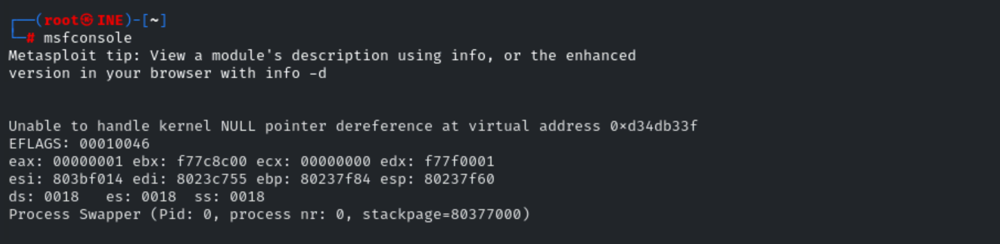 ┌──(root㉿INE)-[~]
└─# msfconsole
Metasploit tip: View a module's description using info, or the enhanced
version in your browser with info -d
Unable to handle kernel NULL pointer dereference at virtual address 0×d34db33f
EFLAGS: 00010046
eax: 00000001 ebx: f77c8c00 ecx: 00000000 edx: f77f0001
esi: 803bf014 edi: 8023c755 ebp: 80237f84 esp: 80237f60
ds: 0018   es: 0018  ss: 0018
Process Swapper (Pid: 0, process nr: 0, stackpage=80377000)